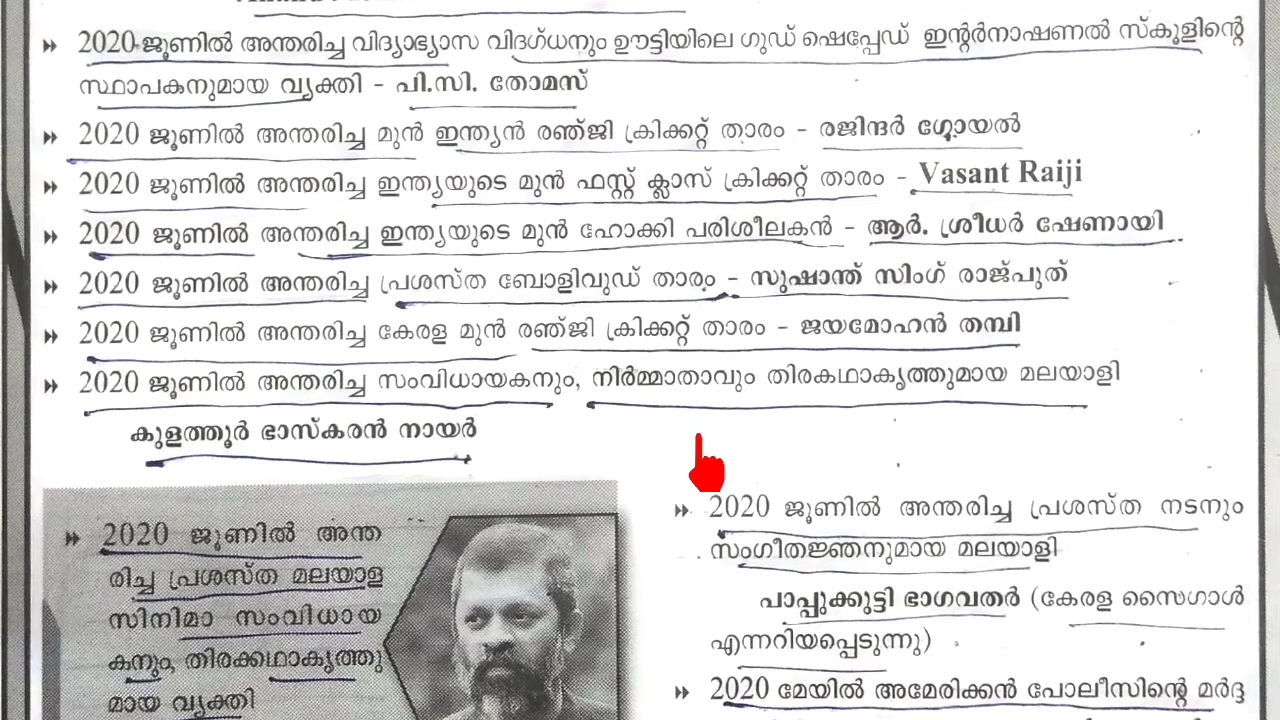 2020 ജൂണിൽ അന്തരിച്ച വിദ്യാഭ്യാസ വിദഗ്ധനും ഊട്ടിയിലെ ഗുഡ് ഷെപ്പേഡ് ഇന്റർനാഷണൽ സ്കൂളിന്റെ
സ്ഥാപകനുമായ വ്യക്തി - പി.സി. തോമസ്
2020 ജൂണിൽ അന്തരിച്ച മുൻ ഇന്ത്യൻ രഞ്ജി ക്രിക്കറ്റ് താരം - രജിന്ദർ ഗ്യോയൽ
2020 ജൂണിൽ അന്തരിച്ച ഇന്ത്യയുടെ മുൻ ഫസ്റ്റ് ക്ലാസ് ക്രിക്കറ്റ് താരം - Vasant Raiji
2020 ജൂണിൽ അന്തരിച്ച ഇന്ത്യയുടെ മുൻ ഹോക്കി പരിശീലകൻ - ആർ. ശ്രീധർ ഷേണായി
2020 ജൂണിൽ അന്തരിച്ച പ്രശസ്ത ബോളിവുഡ് താരം - സുഷാന്ത് സിംഗ് രാജ്പുത്
2020 ജൂണിൽ അന്തരിച്ച കേരള മുൻ രഞ്ജി ക്രിക്കറ്റ് താരം - ജയമോഹൻ തമ്പി
2020 ജൂണിൽ അന്തരിച്ച സംവിധായകനും, നിർമ്മാതാവും തിരകഥാകൃത്തുമായ മലയാളി
കുളത്തൂർ ഭാസ്കരൻ നായർ
2020 ജൂണിൽ അന്ത
രിച്ച പ്രശസ്ത മലയാള
സിനിമാ സംവിധായ
കനും, തിരക്കഥാകൃത്തു
മായ വ്യക്തി
2020 ജൂണിൽ അന്തരിച്ച പ്രശസ്ത നടനും
സംഗീതജ്ഞനുമായ മലയാളി
പാപ്പുക്കുട്ടി ഭാഗവതർ (കേരള സൈഗാൾ
എന്നറിയപ്പെടുന്നു)
2020 മേയിൽ അമേരിക്കൻ പോലീസിന്റെ മർദ്ദ